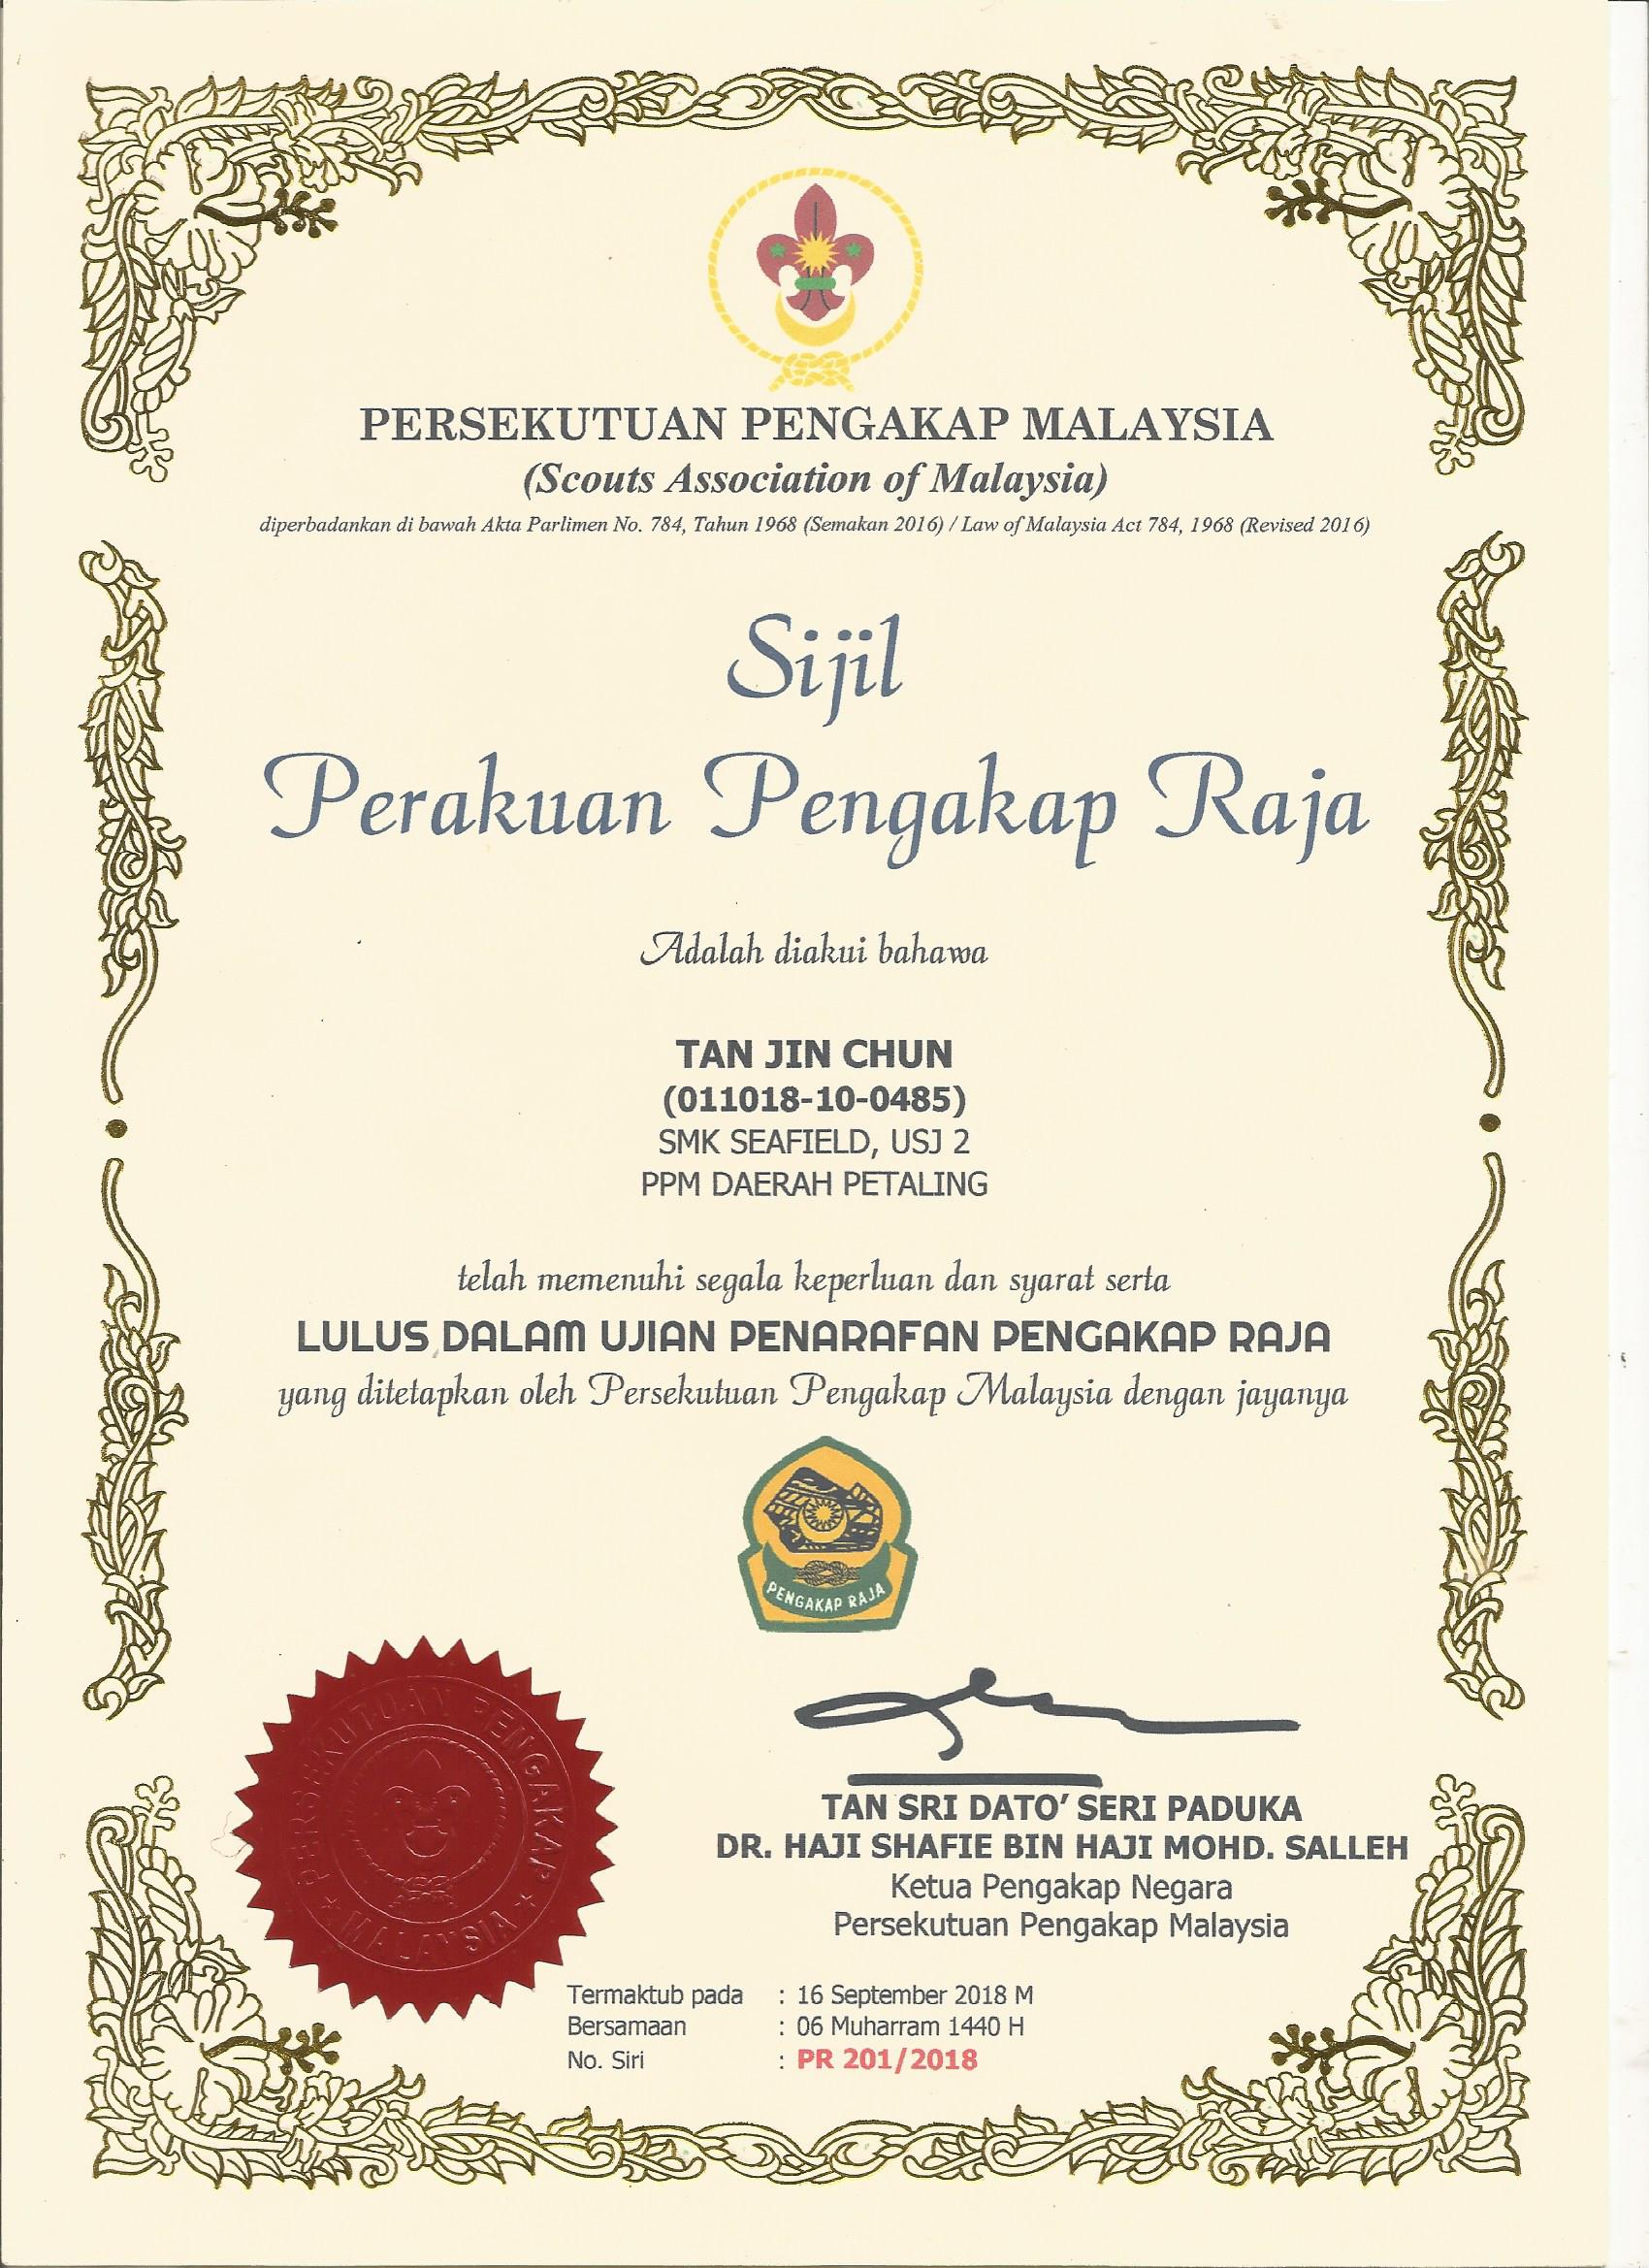 PERSEKUTUAN PENGAKAP MALAYSIA
(Scouts Association of Malaysia)
diperbadankan di bawah Akta Parlimen No. 784, Tahun 1968 (Semakan 2016) / Law of Malaysia Act 784, 1968 (Revised 2016)
Sijil
Perakuan Pengakap Raja
Adalah diakui bahawa
TAN JIN CHUN
(011018-10-0485)
SMK SEAFIELD, USJ 2
PPM DAERAH PETALING
telah memenuhi segala keperluan dan syarat serta
LULUS DALAM UJIAN PENARAFAN PENGAKAP RAJA
yang ditetapkan oleh Persekutuan Pengakap Malaysia dengan jayanya
PENGAKAP RAJA
PERSEKUTUAN PENGAKAP
MALAYSIA
TAN SRI DATO' SERI PADUKA
DR. HAJI SHAFIE BIN HAJI MOHD. SALLEH
Ketua Pengakap Negara
Persekutuan Pengakap Malaysia
Termaktub pada : 16 September 2018 M
Bersamaan : 06 Muharram 1440 H
No. Siri : PR 201/2018